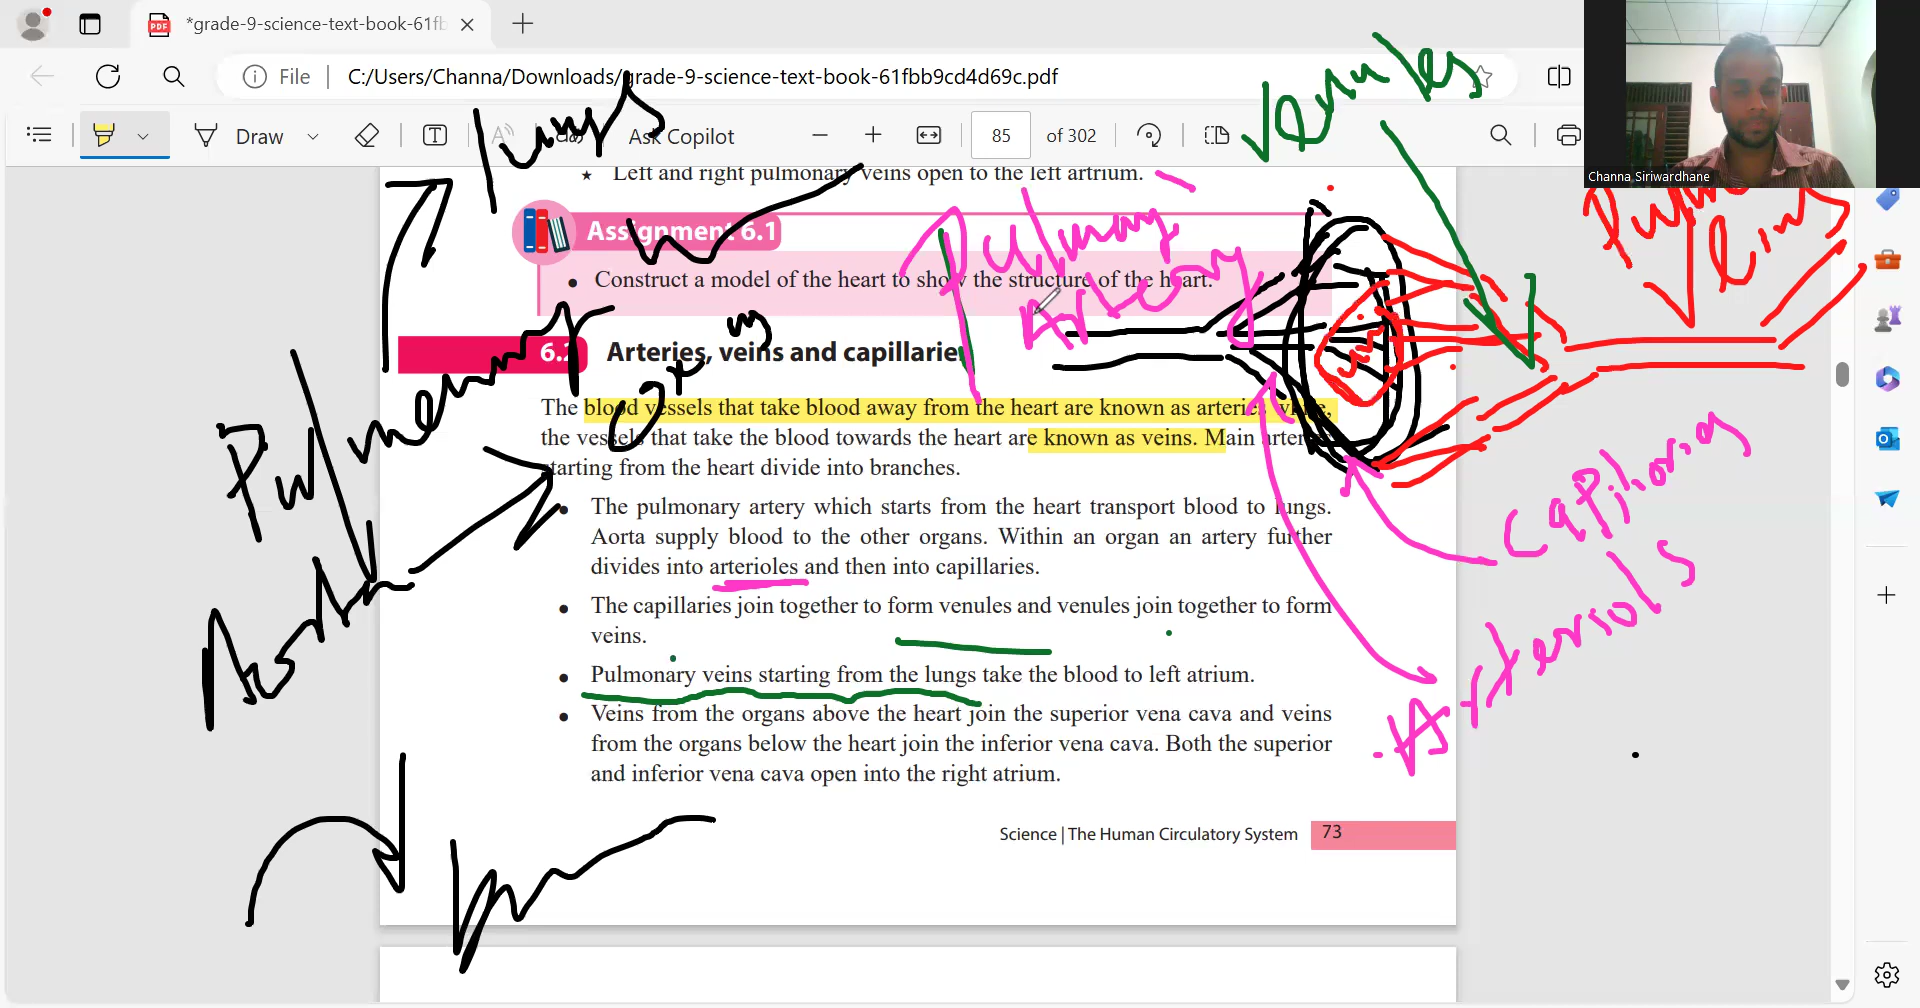 *grade-9-science-text-book-61fb
File
C:/Users/Channa/Downloads/grade-9-science-text-book-61fbb9cd4d69c.pdf
Draw
Ask Copilot
85 of 302
Channa Siriwardhane
lungs
venules
★ Left and right pulmonary veins open to the left artrium.
Assignment 6.1
Pulmonary
Artery
• Construct a model of the heart to show the structure of the heart.
6.2 Arteries, veins and capillaries
The blood vessels that take blood away from the heart are known as arteries while,
the vessels that take the blood towards the heart are known as veins. Main
starting from the heart divide into branches.
• The pulmonary artery which starts from the heart transport blood to lungs.
Aorta supply blood to the other organs. Within an organ an artery further
divides into arterioles and then into capillaries.
• The capillaries join together to form venules and venules join together to form
veins.
• Pulmonary veins starting from the lungs take the blood to left atrium.
• Veins from the organs above the heart join the superior vena cava and veins
from the organs below the heart join the inferior vena cava. Both the superior
and inferior vena cava open into the right atrium.
Arteriols
Science | The Human Circulatory System 73